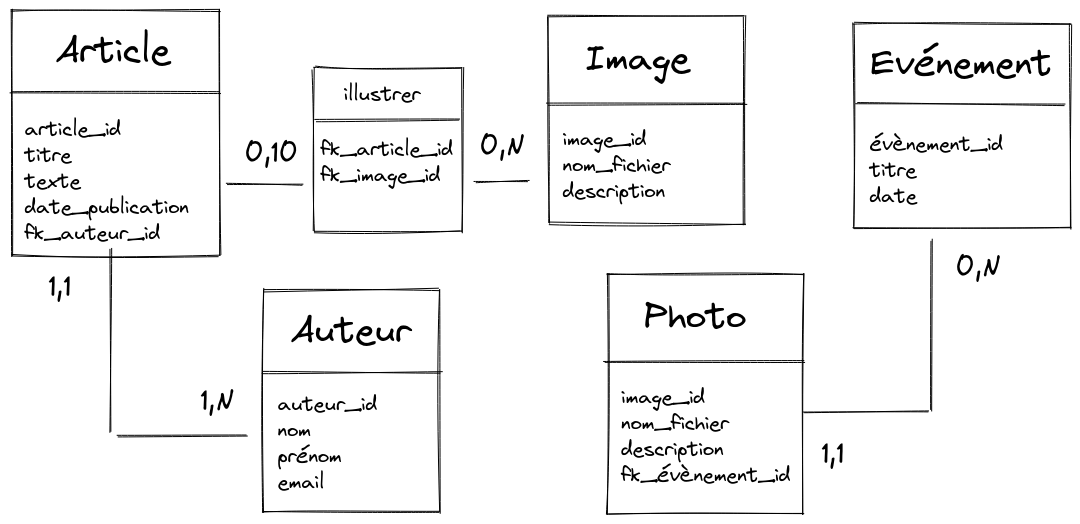 Article
article_id
titre
texte
date_publication
fk_auteur_id
0,10
illustrer
fk_article_id
fk_image_id
0,N
Image
image_id
nom_fichier
description
Evénement
évènement_id
titre
date
1,1
1,N
Auteur
auteur_id
nom
prénom
email
Photo
image_id
nom_fichier
description
fk_évènement_id
0,N
1,1